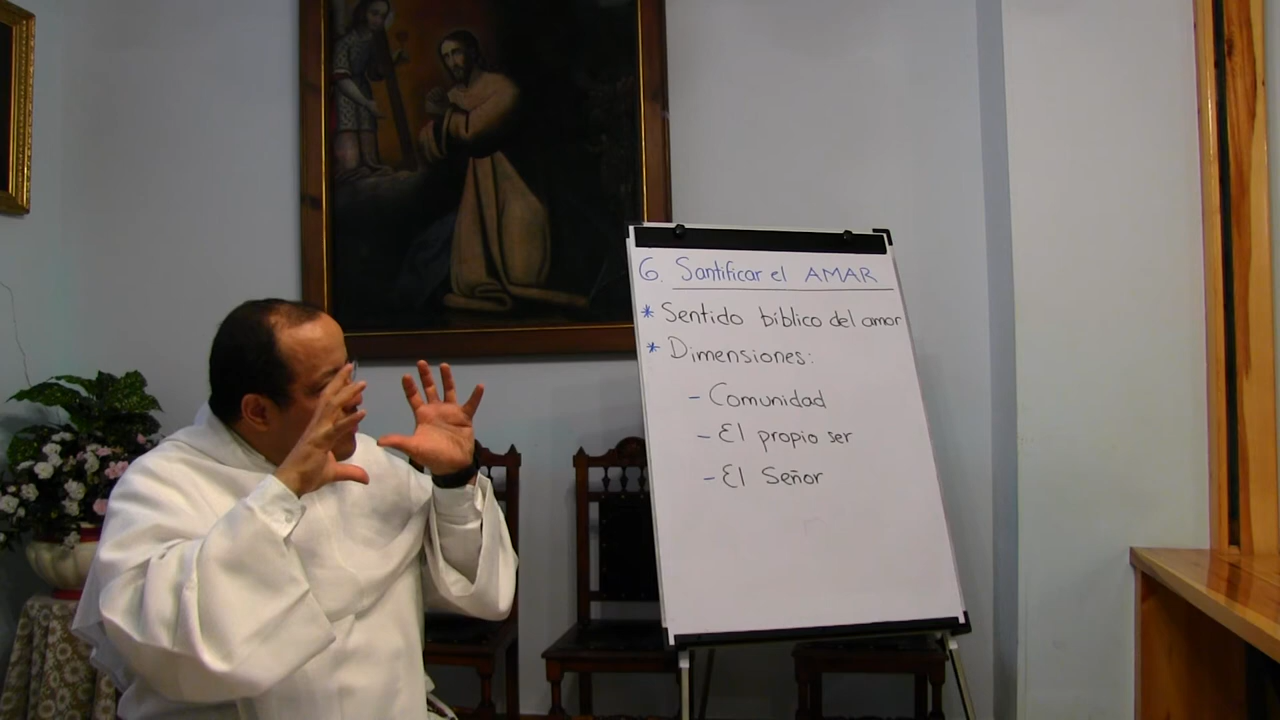 6. Santificar el AMAR
* Sentido bíblico del amor
* Dimensiones:
- Comunidad
- El propio ser
- El Señor